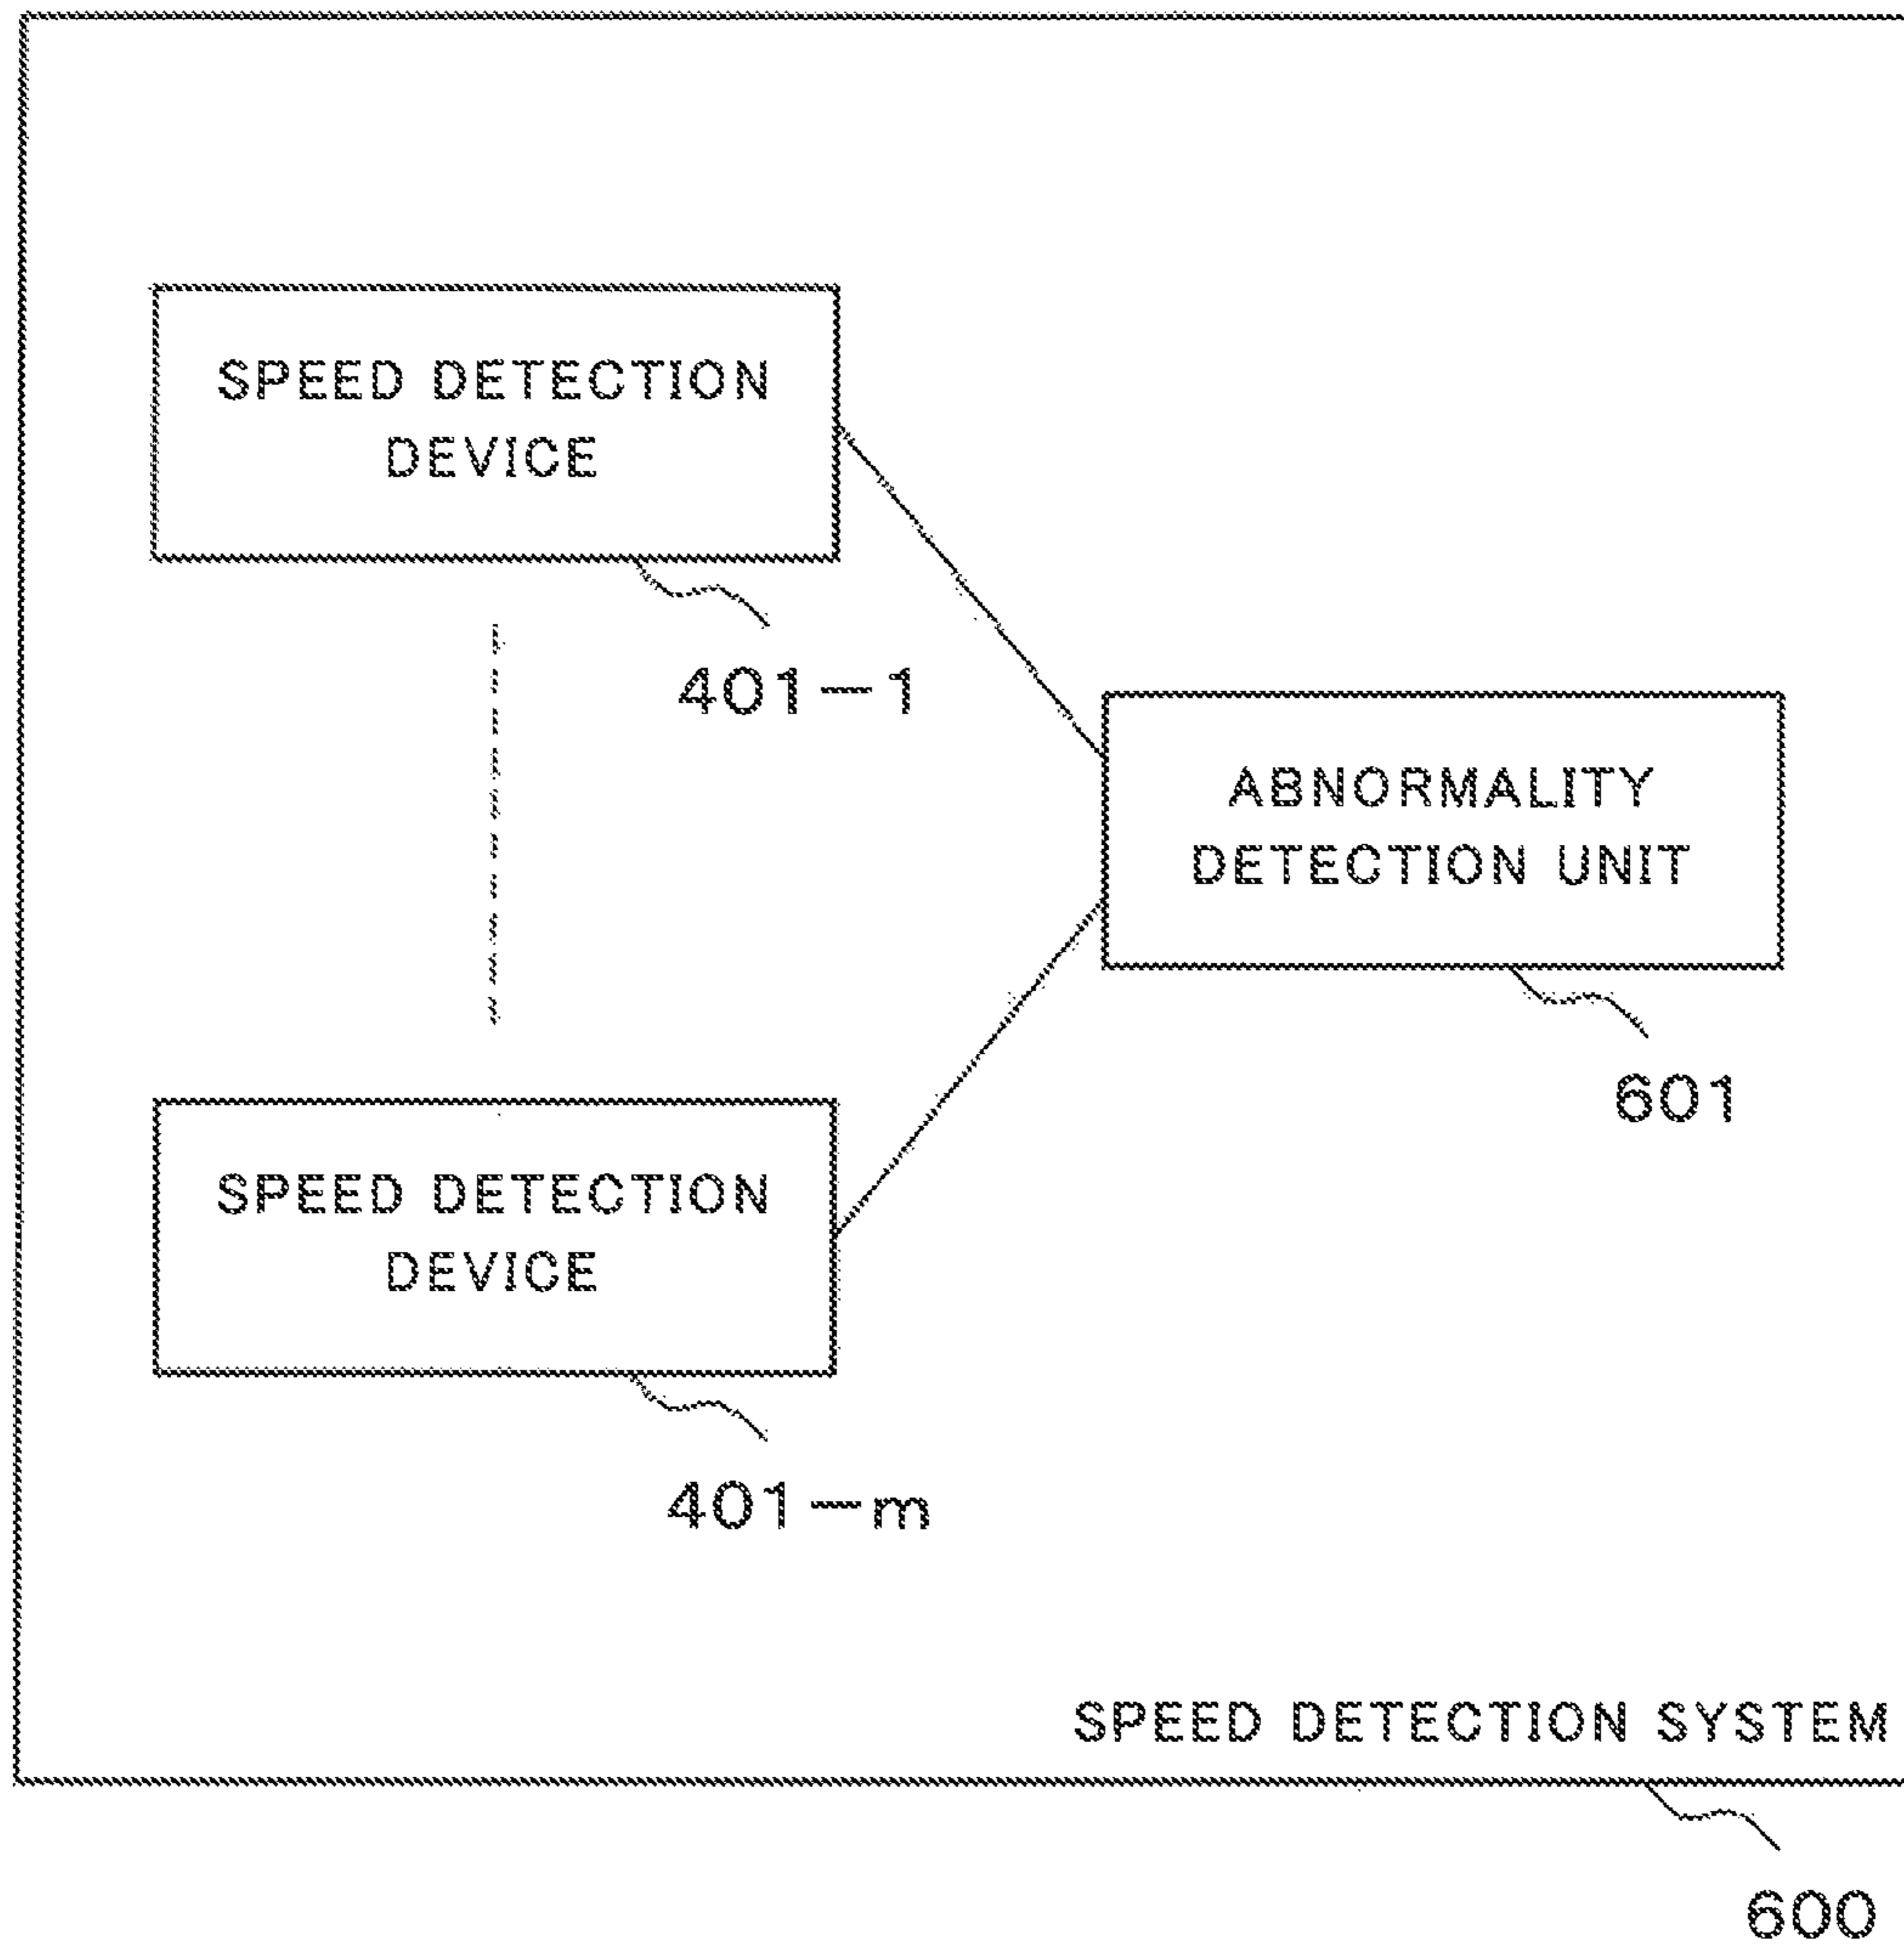 SPEED DETECTION
DEVICE
401-1
ABNORMALITY
DETECTION UNIT
601
SPEED DETECTION
DEVICE
401-m
SPEED DETECTION SYSTEM
600